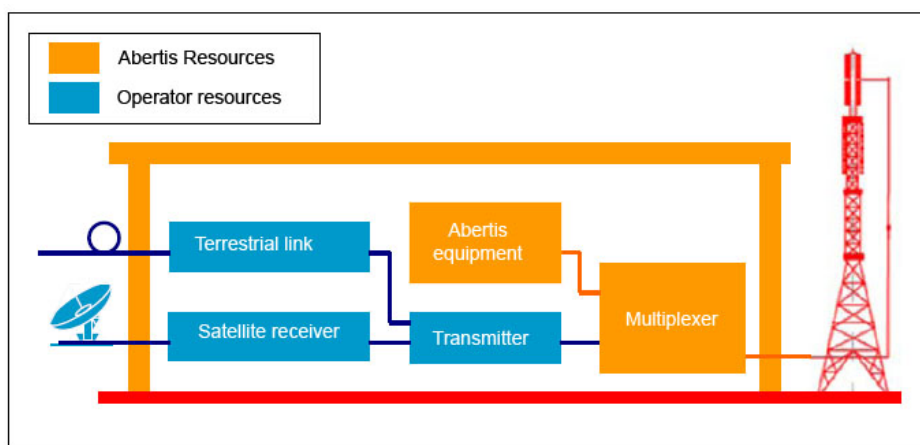 Abertis Resources
Operator resources
Terrestrial link
Abertis
equipment
Satellite receiver
Transmitter
Multiplexer